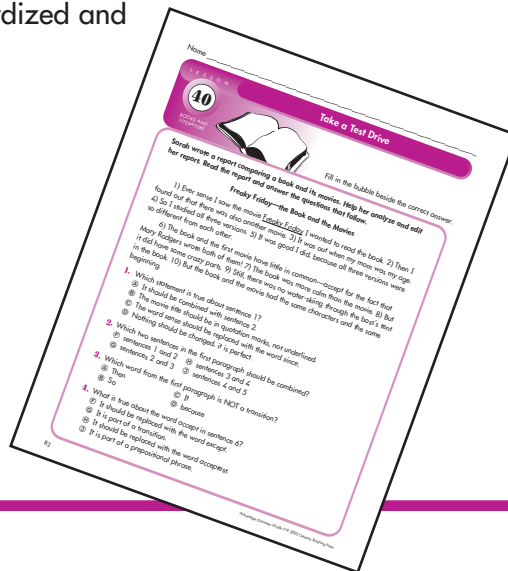 dized and
Name
LESSON
40
BOOKS AND
LITERATURE
Take a Test Drive
Fill in the bubble beside the correct answer.
Sarah wrote a report comparing a book and its movies. Help her analyze and edit
her report. Read the report and answer the questions that follow.
Freaky Friday—the Book and the Movies
1) Ever sense I saw the movie Freaky Friday I wanted to read the book. 2) Then I
found out that there was also another movie. 3) It was out when my mom was my age.
4) So I studied all three versions. 5) It was good I did, because all three versions were
so different from each other.
6) The book and the first movie have little in common—accept for the fact that
Mary Rodgers wrote both of them! 7) The book was more calm than the movie. 8) But
it did have some crazy parts. 9) Still, there was no water-skiing through the boss's tent
in the book. 10) But the book and the movie had the same characters and the same
beginning.
1. Which statement is true about sentence 1?
A It should be combined with sentence 2.
B The movie title should be in quotation marks, not underlined.
C The word sense should be replaced with the word since.
D Nothing should be changed, it is perfect.
2. Which two sentences in the first paragraph should be combined?
F sentences 1 and 2 H sentences 3 and 4
G sentences 2 and 3 J sentences 4 and 5
3. Which word from the first paragraph is NOT a transition?
A Then C If
B So D because
4. What is true about the word accept in sentence 6?
F It should be replaced with the word except.
G It is part of a transition.
H It should be replaced with the word acceptest.
J It is part of a prepositional phrase.
82